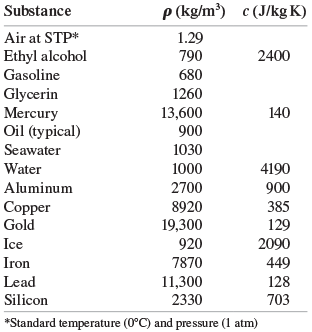 Substance ρ (kg/m³) c (J/kg K)
Air at STP* 1.29
Ethyl alcohol 790 2400
Gasoline 680
Glycerin 1260
Mercury 13,600 140
Oil (typical) 900
Seawater 1030
Water 1000 4190
Aluminum 2700 900
Copper 8920 385
Gold 19,300 129
Ice 920 2090
Iron 7870 449
Lead 11,300 128
Silicon 2330 703
*Standard temperature (0°C) and pressure (1 atm)